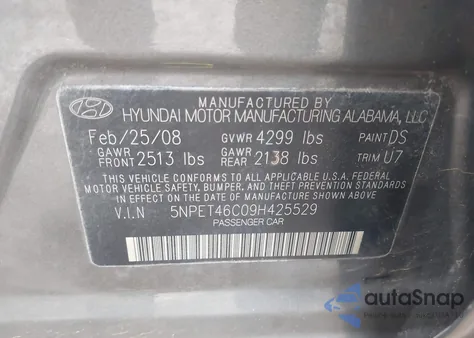 MANUFACTURED BY
HYUNDAI MOTOR MANUFACTURING ALABAMA, LLC
Feb/25/08 GVWR 4299 lbs PAINT DS
GAWR FRONT 2513 lbs GAWR REAR 2138 lbs TRIM U7
THIS VEHICLE CONFORMS TO ALL APPLICABLE FEDERAL
MOTOR VEHICLE SAFETY, BUMPER, AND THEFT PREVENTION STANDARDS
IN EFFECT ON THE DATE OF MANUFACTURE SHOWN ABOVE.
V.I.N 5NPET46C09H425529
PASSENGER CAR
autoSnap